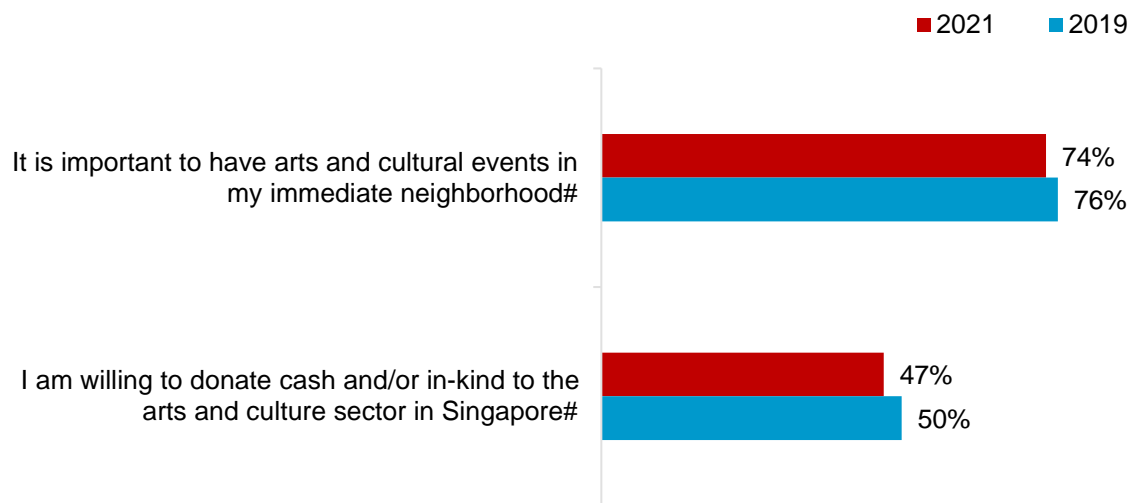 2021 2019
It is important to have arts and cultural events in
my immediate neighborhood#
74%
76%
I am willing to donate cash and/or in-kind to the
arts and culture sector in Singapore#
47%
50%